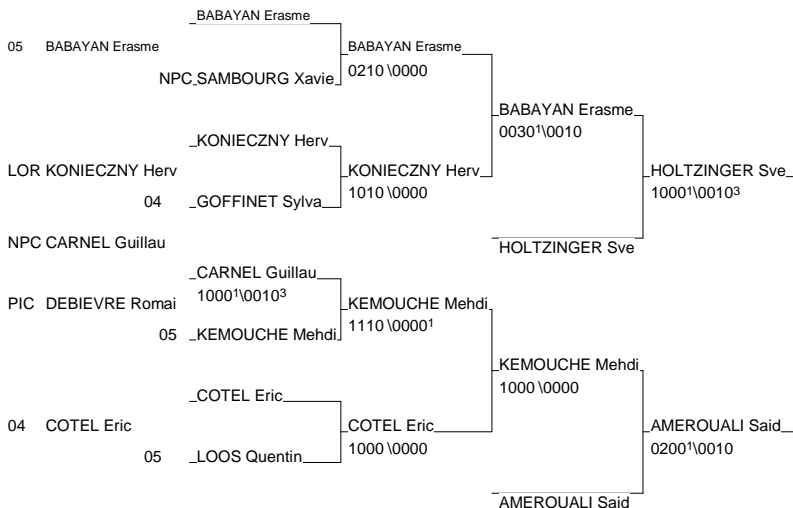 BABAYAN Erasme
05 BABAYAN Erasme BABAYAN Erasme
NPC SAMBOURG Xavie 0210 \0000
BABAYAN Erasme
0030¹\0010
KONIECZNY Herv
LOR KONIECZNY Herv KONIECZNY Herv HOLTZINGER Sve
1010 \0000 1000¹\0010³
04 GOFFINET Sylva
NPC CARNEL Guillau HOLTZINGER Sve
CARNEL Guillau
1000¹\0010³
PIC DEBIEVRE Romai KEMOUCHE Mehdi
1110 \0000¹
05 KEMOUCHE Mehdi
KEMOUCHE Mehdi
1000 \0000
COTEL Eric
04 COTEL Eric COTEL Eric AMEROUALI Said
1000 \0000 0200¹\0010
05 LOOS Quentin
AMEROUALI Said